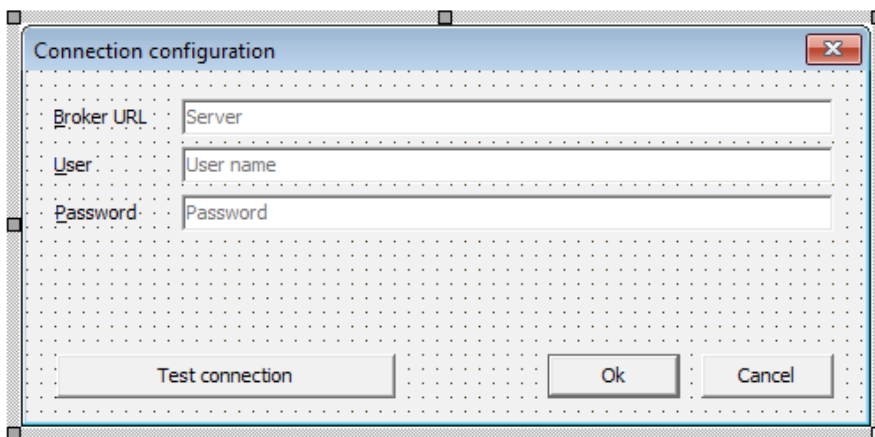 Connection configuration
Broker URL Server
User User name
Password Password
Test connection Ok Cancel